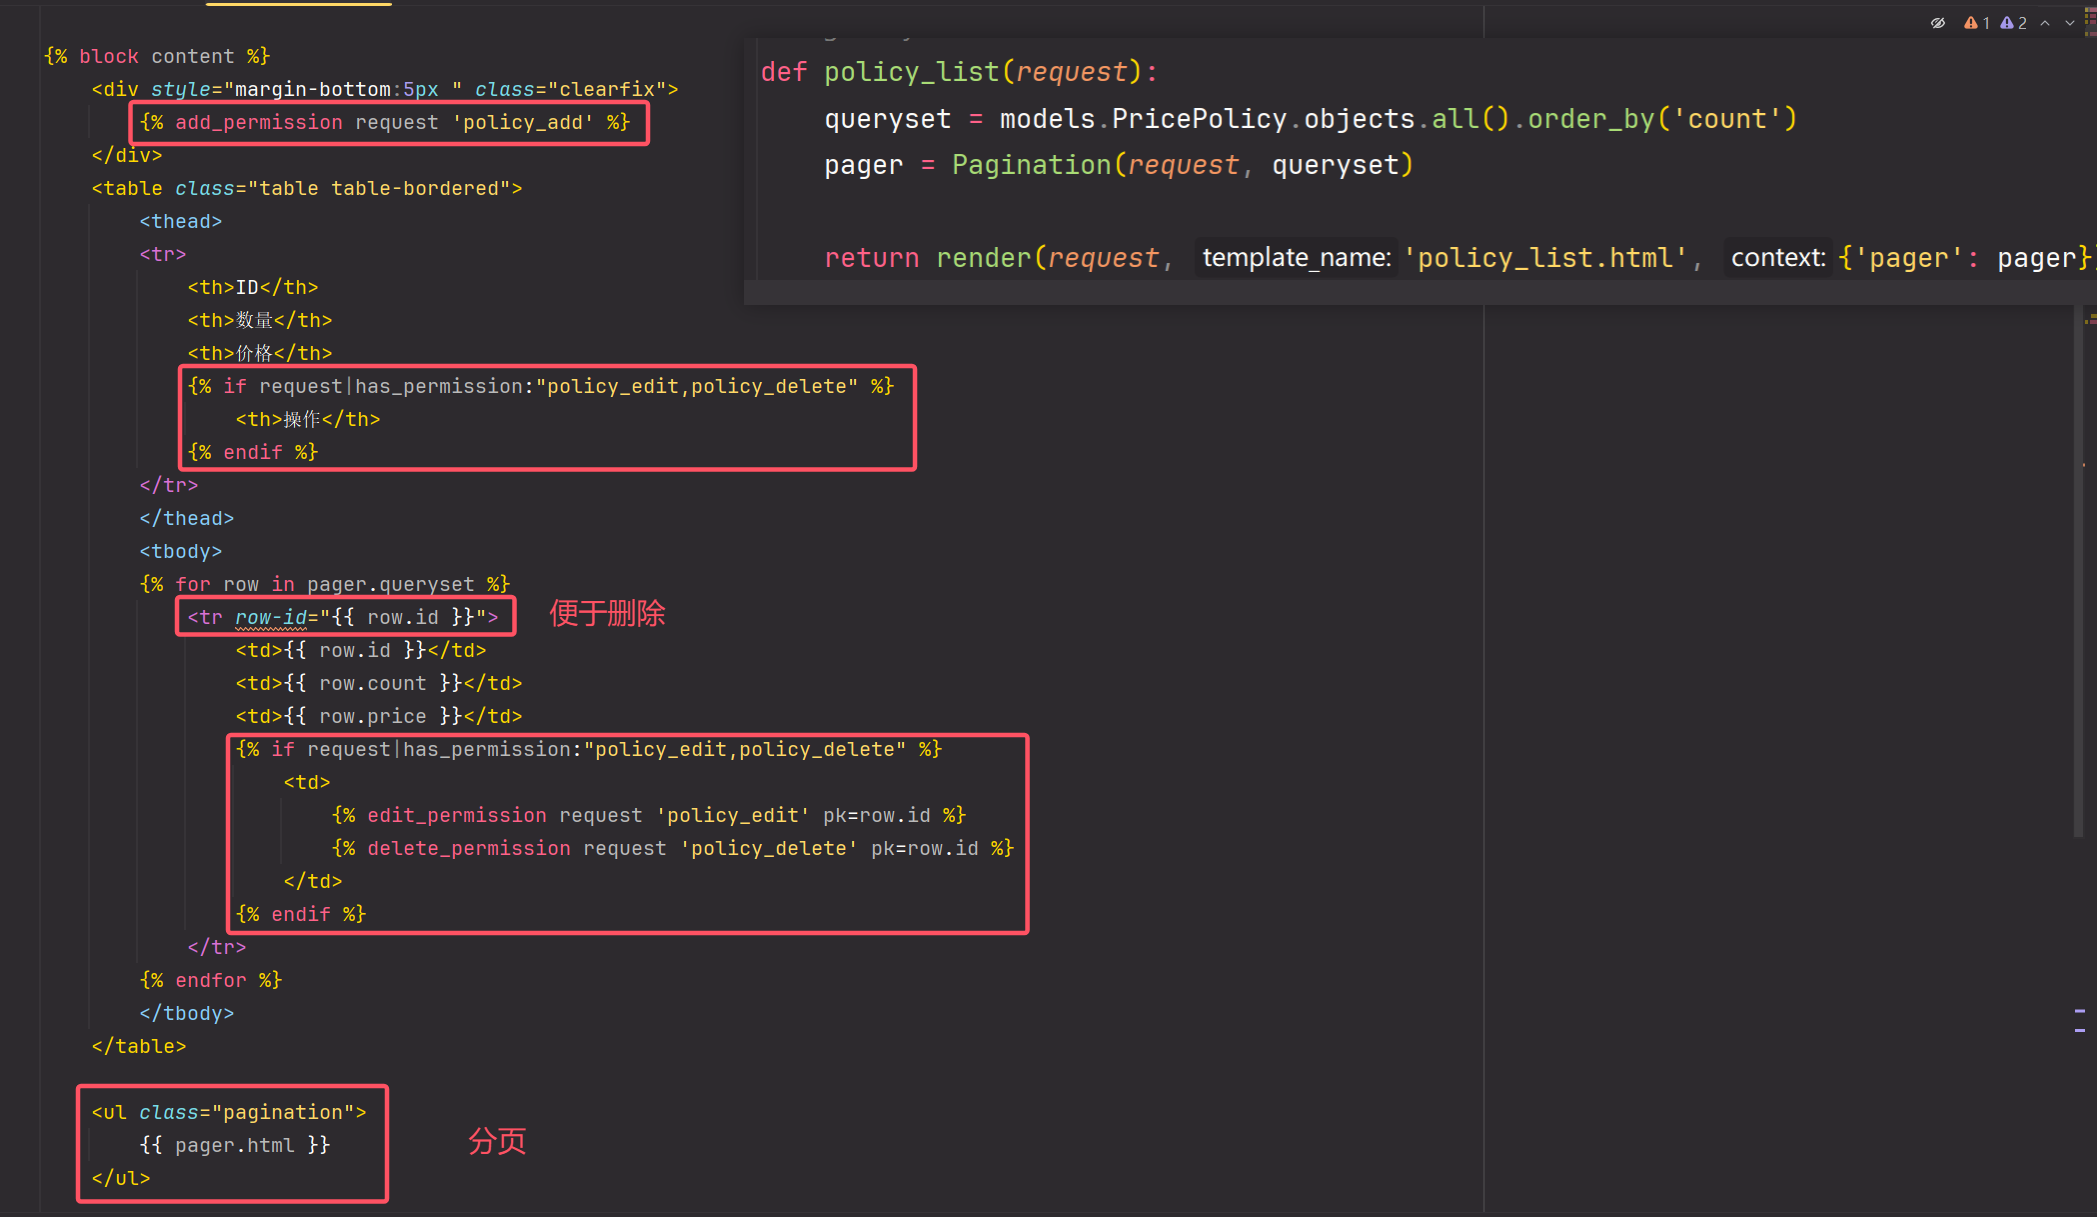 {% block content %}
<div style="margin-bottom:5px " class="clearfix">
{% add_permission request 'policy_add' %}
</div>
<table class="table table-bordered">
<thead>
<tr>
<th>ID</th>
<th>数量</th>
<th>价格</th>
{% if request|has_permission:"policy_edit,policy_delete" %}
<th>操作</th>
{% endif %}
</tr>
</thead>
<tbody>
{% for row in pager.queryset %}
<tr row-id="{{ row.id }}">
便于删除
<td>{{ row.id }}</td>
<td>{{ row.count }}</td>
<td>{{ row.price }}</td>
{% if request|has_permission:"policy_edit,policy_delete" %}
<td>
{% edit_permission request 'policy_edit' pk=row.id %}
{% delete_permission request 'policy_delete' pk=row.id %}
</td>
{% endif %}
</tr>
{% endfor %}
</tbody>
</table>
<ul class="pagination">
{{ pager.html }}
</ul>
分页
1 2
def policy_list(request):
queryset = models.PricePolicy.objects.all().order_by('count')
pager = Pagination(request, queryset)
return render(request, template_name: 'policy_list.html', context: {'pager': pager}